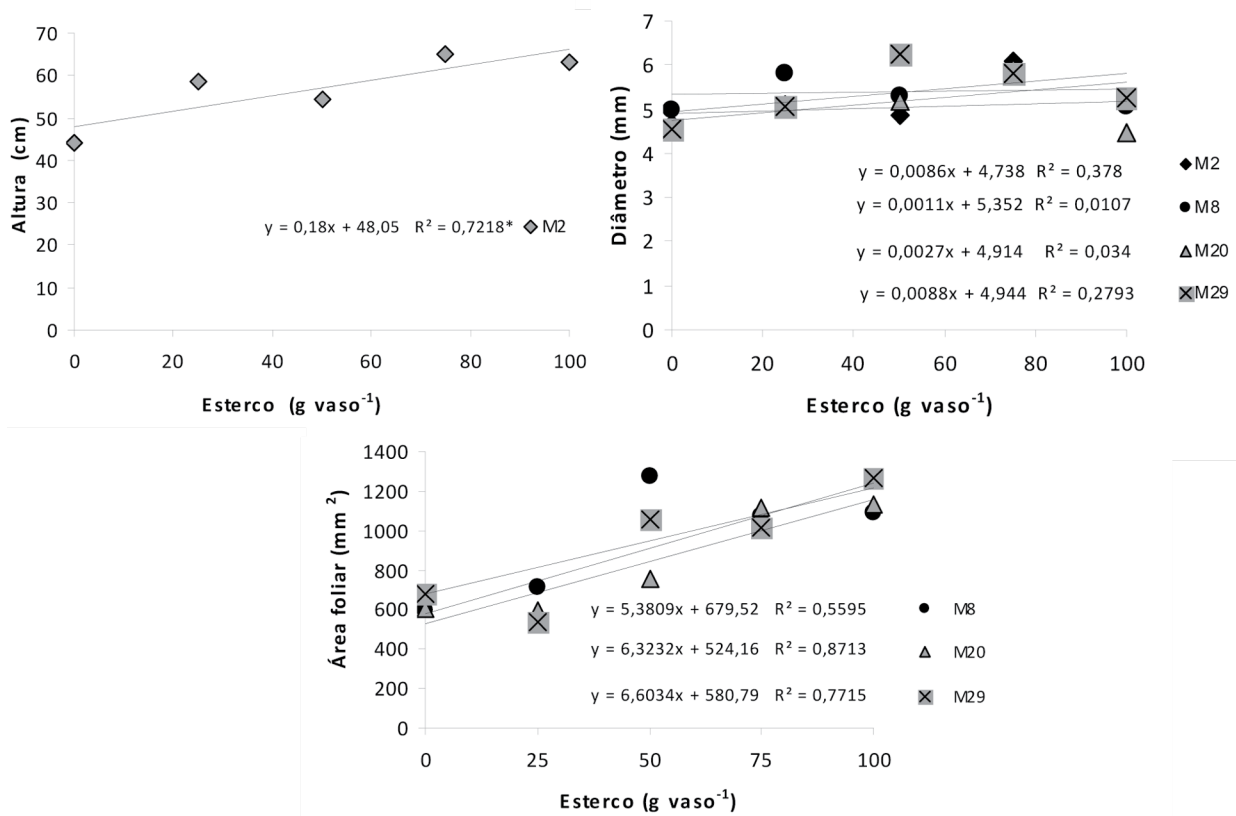 70
60
50
40
30
20
10
0
Altura (cm)
y = 0,18x + 48,05 R² = 0,7218*
M2
0 20 40 60 80 100
Esterco (g vaso⁻¹)
7
6
5
4
3
2
1
0
Diâmetro (mm)
y = 0,0086x + 4,738 R² = 0,378
M2
y = 0,0011x + 5,352 R² = 0,0107
M8
y = 0,0027x + 4,914 R² = 0,034
M20
y = 0,0088x + 4,944 R² = 0,2793
M29
0 20 40 60 80 100
Esterco (g vaso⁻¹)
1400
1200
1000
800
600
400
200
0
Área foliar (mm²)
y = 5,3809x + 679,52 R² = 0,5595
M8
y = 6,3232x + 524,16 R² = 0,8713
M20
y = 6,6034x + 580,79 R² = 0,7715
M29
0 25 50 75 100
Esterco (g vaso⁻¹)